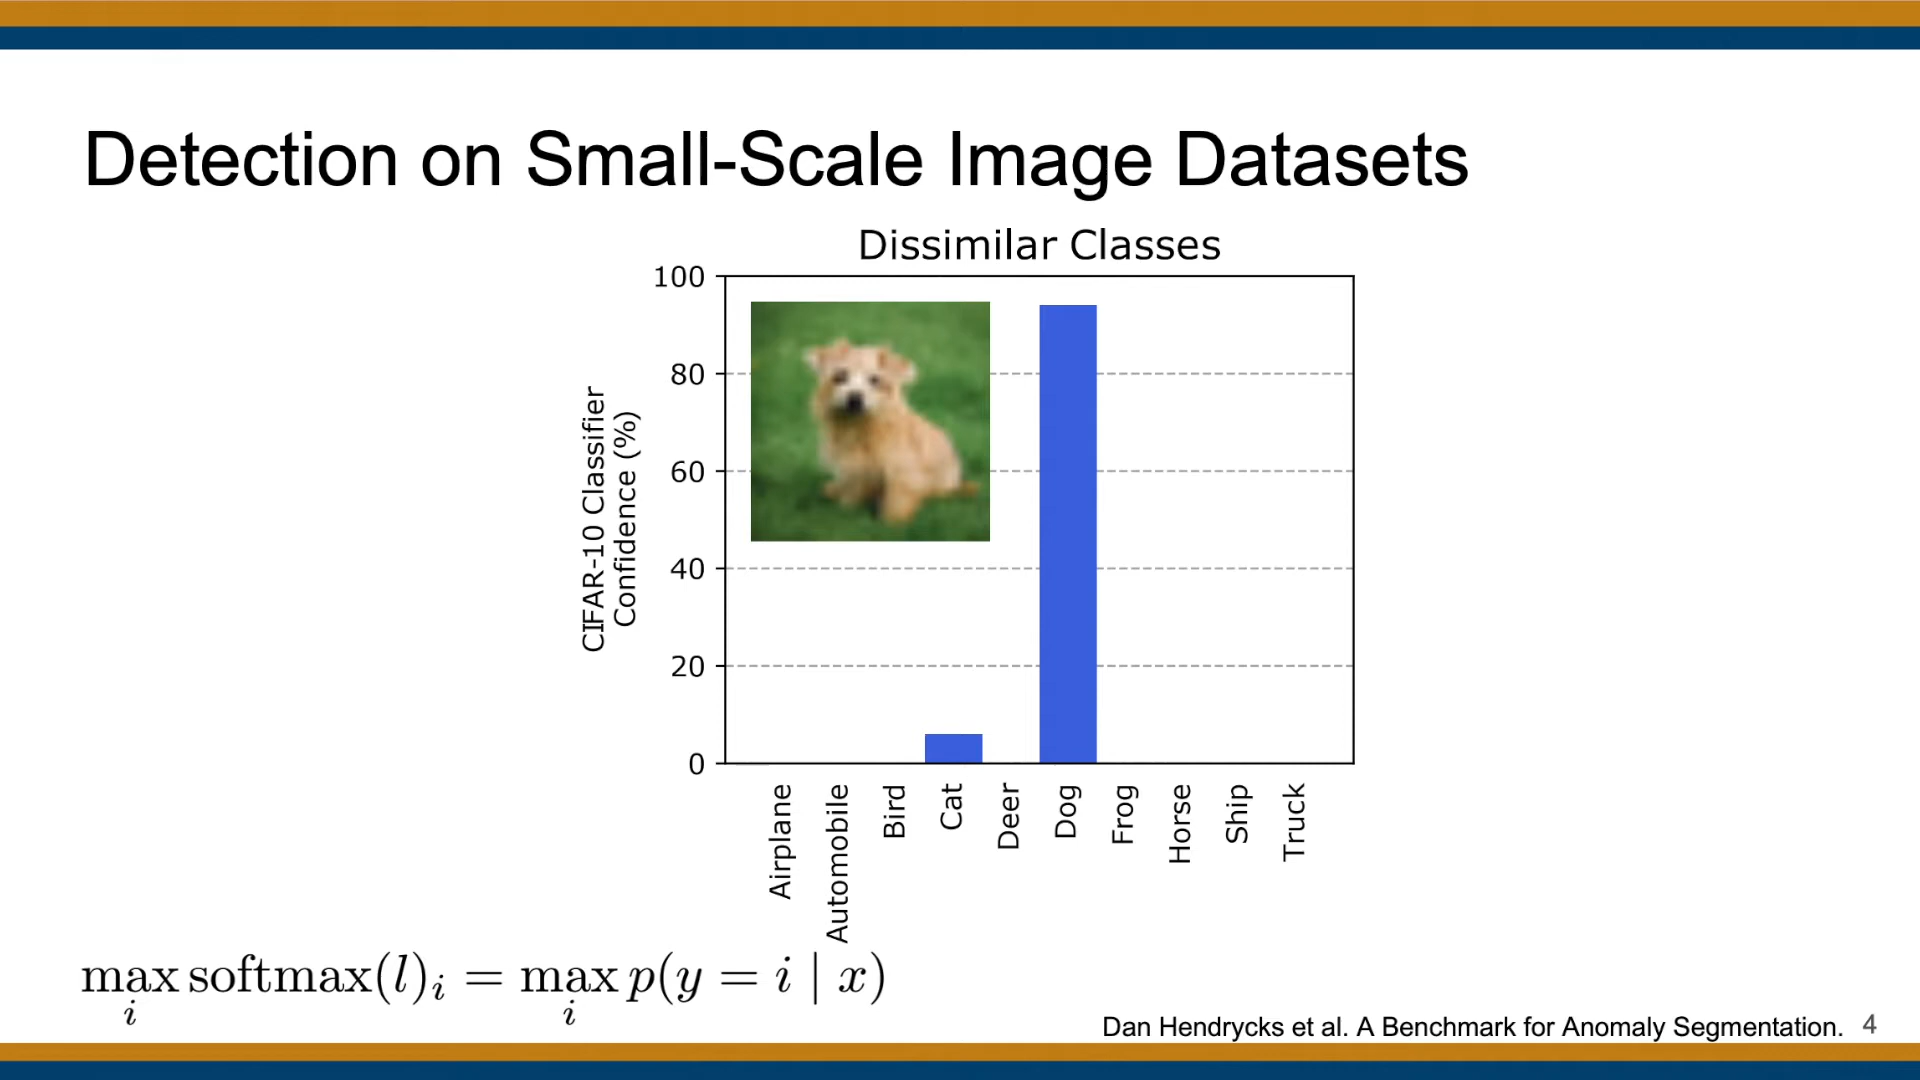 Detection on Small-Scale Image Datasets
Dissimilar Classes
CIFAR-10 Classifier
Confidence (%)
100
80
60
40
20
0
Airplane
Automobile
Bird
Cat
Deer
Dog
Frog
Horse
Ship
Truck
max softmax(l)ᵢ = max p(y = i | x)
i i
Dan Hendrycks et al. A Benchmark for Anomaly Segmentation. 4